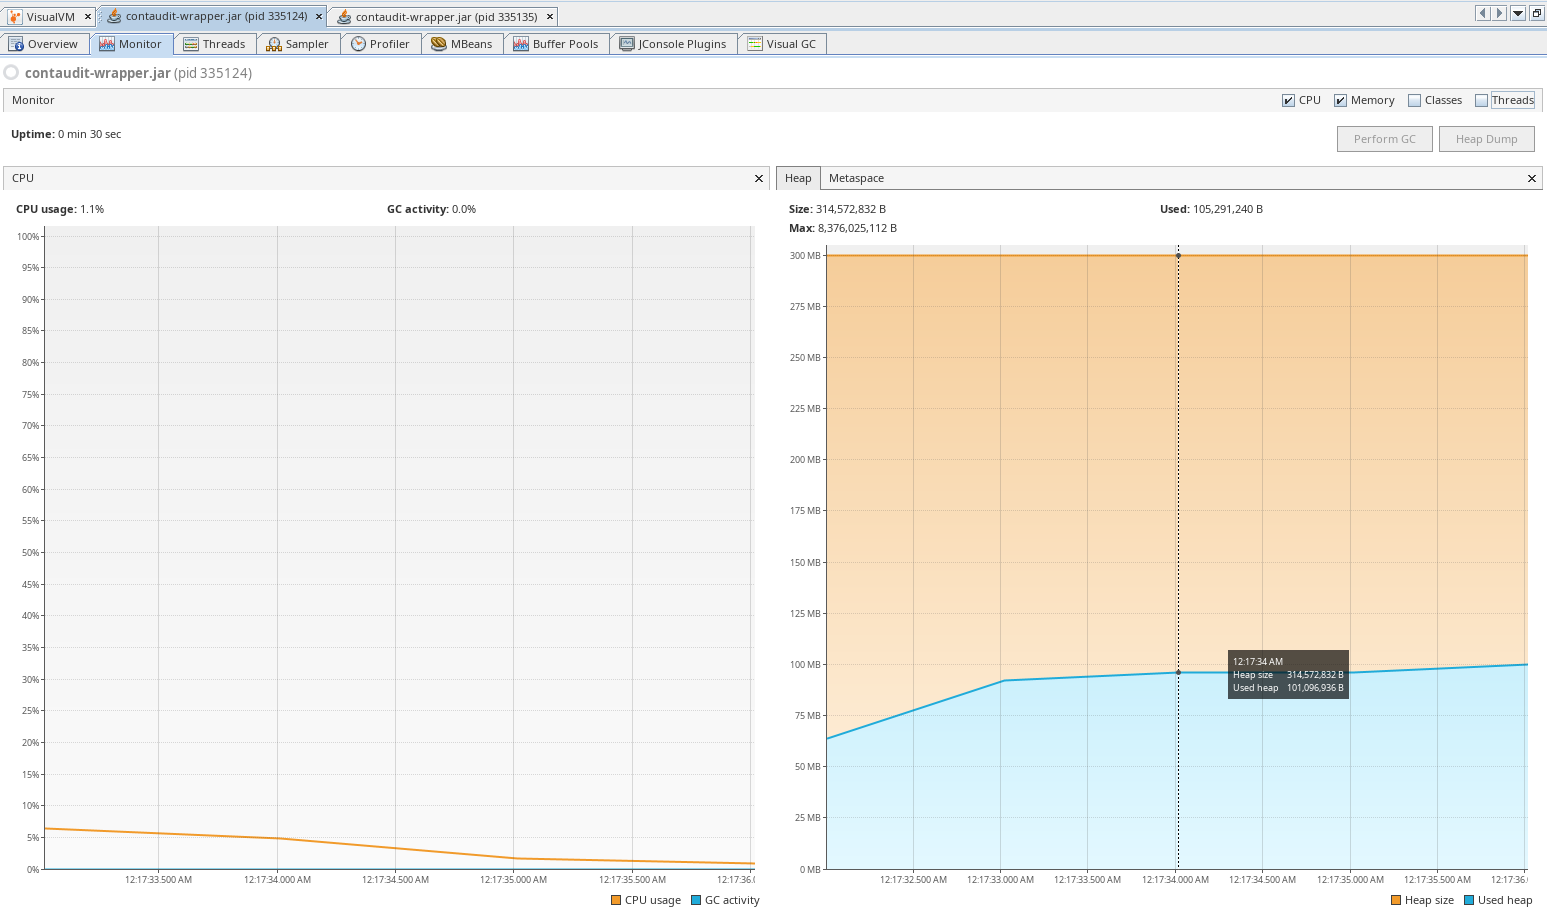 VisualVM × contaudit-wrapper.jar (pid 335124) × contaudit-wrapper.jar (pid 335135) ×
Overview Monitor Threads Sampler Profiler MBeans Buffer Pools JConsole Plugins Visual GC
contaudit-wrapper.jar (pid 335124)
Monitor CPU Memory Classes Threads
Uptime: 0 min 30 sec Perform GC Heap Dump
CPU ×
CPU usage: 1.1% GC activity: 0.0%
100%
95%
90%
85%
80%
75%
70%
65%
60%
55%
50%
45%
40%
35%
30%
25%
20%
15%
10%
5%
0%
12:17:33.500 AM 12:17:34.000 AM 12:17:34.500 AM 12:17:35.000 AM 12:17:35.500 AM 12:17:36.0
CPU usage GC activity
Heap Metaspace ×
Size: 314,572,832 B Used: 105,291,240 B
Max: 8,376,025,112 B
300 MB
275 MB
250 MB
225 MB
200 MB
175 MB
150 MB
125 MB
100 MB
75 MB
50 MB
25 MB
0 MB
12:17:34 AM
Heap size 314,572,832 B
Used heap 101,096,936 B
12:17:32.500 AM 12:17:33.000 AM 12:17:33.500 AM 12:17:34.000 AM 12:17:34.500 AM 12:17:35.000 AM 12:17:35.500 AM 12:17:36
Heap size Used heap